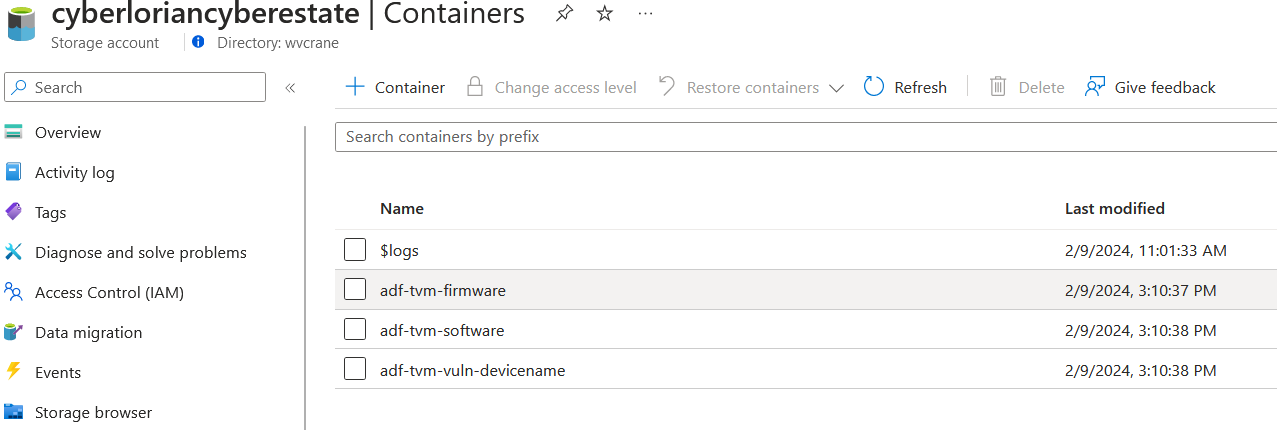 cyberloriancyberestate | Containers
Storage account
Directory: wvcrane
Search
Container
Change access level
Restore containers
Refresh
Delete
Give feedback
Search containers by prefix
Overview
Activity log
Tags
Diagnose and solve problems
Access Control (IAM)
Data migration
Events
Storage browser
Name Last modified
$logs 2/9/2024, 11:01:33 AM
adf-tvm-firmware 2/9/2024, 3:10:37 PM
adf-tvm-software 2/9/2024, 3:10:38 PM
adf-tvm-vuln-devicename 2/9/2024, 3:10:38 PM